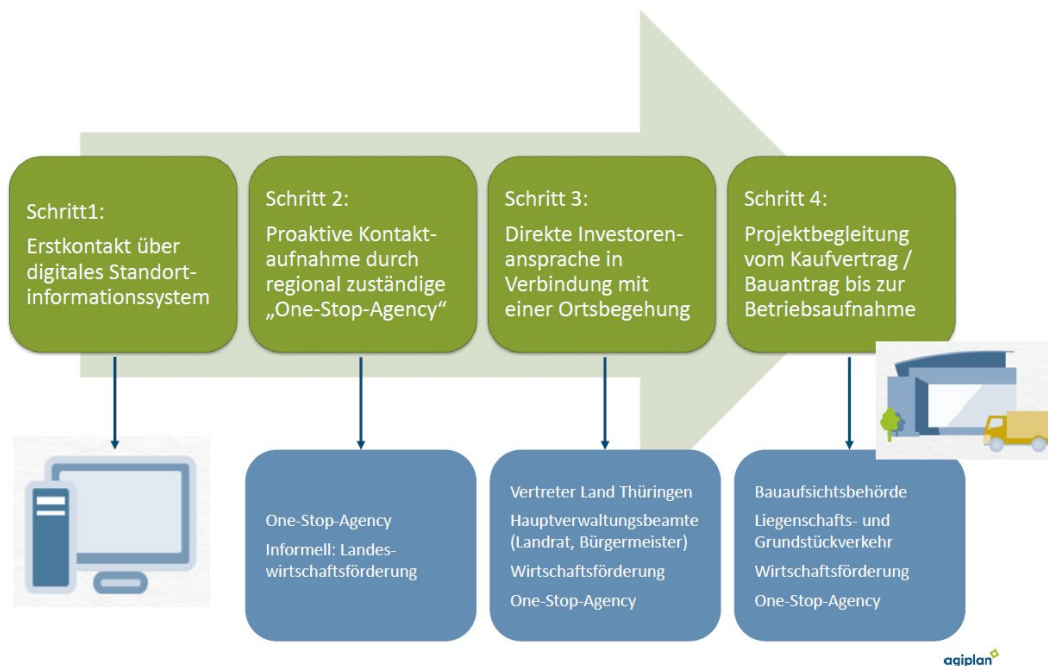 Schritt1:
Erstkontakt über
digitales Standort-
informationssystem
Schritt 2:
Proaktive Kontakt-
aufnahme durch
regional zuständige
„One-Stop-Agency“
Schritt 3:
Direkte Investoren-
ansprache in
Verbindung mit
einer Ortsbegehung
Schritt 4:
Projektbegleitung
vom Kaufvertrag /
Bauantrag bis zur
Betriebsaufnahme
One-Stop-Agency
Informell: Landes-
wirtschaftsförderung
Vertreter Land Thüringen
Hauptverwaltungsbeamte
(Landrat, Bürgermeister)
Wirtschaftsförderung
One-Stop-Agency
Bauaufsichtsbehörde
Liegenschafts- und
Grundstückverkehr
Wirtschaftsförderung
One-Stop-Agency
agiplan